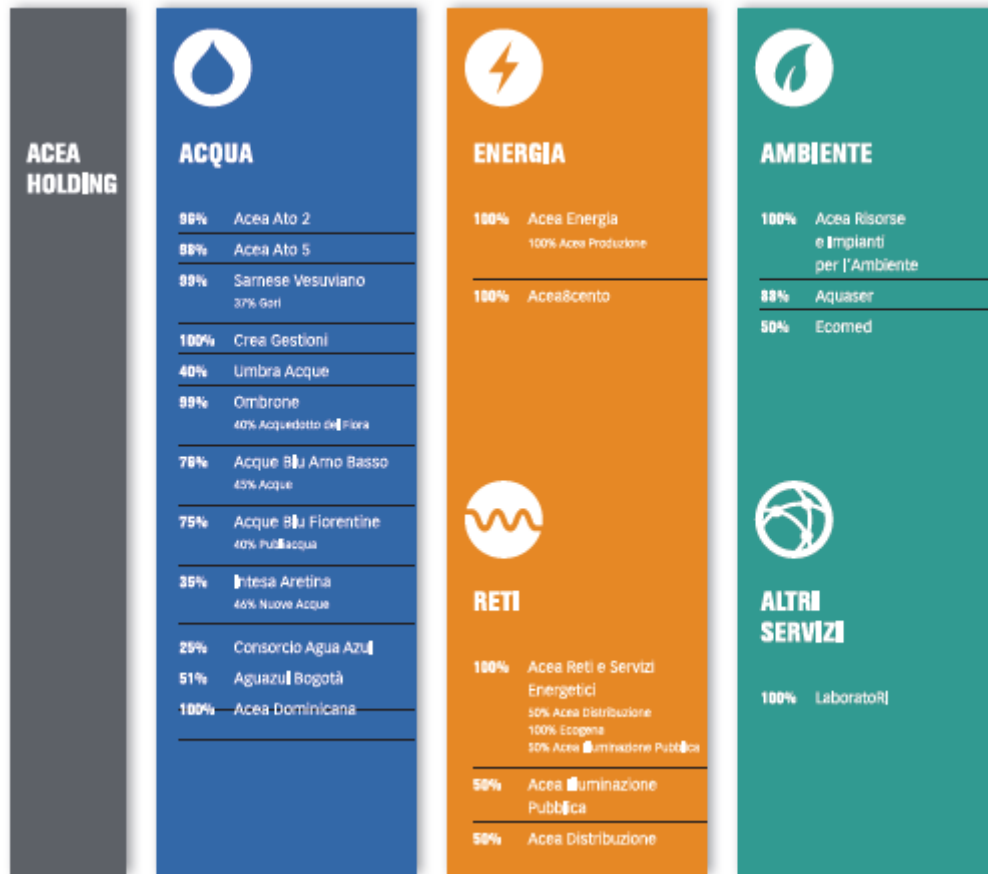 ACEA
HOLDING
ACQUA
96% Acea Ato 2
98% Acea Ato 5
99% Sarnese Vesuviano
37% Gori
100% Crea Gestioni
40% Umbra Acque
99% Ombrone
40% Acquedotto del Fiora
76% Acque Blu Arno Basso
45% Acque
75% Acque Blu Fiorentine
40% Publiacqua
35% Intesa Aretina
46% Nuove Acque
25% Consorcio Agua Azul
51% Aguazul Bogotà
100% Acea Dominicana
ENERGIA
100% Acea Energia
100% Acea Produzione
100% Acea8cento
RETI
100% Acea Reti e Servizi
Energetici
50% Acea Distribuzione
100% Ecogena
50% Acea Illuminazione Pubblica
50% Acea Illuminazione
Pubblica
50% Acea Distribuzione
AMBIENTE
100% Acea Risorse
e Impianti
per l'Ambiente
88% Aquaser
50% Ecomed
ALTRI
SERVIZI
100% LaboratoRI